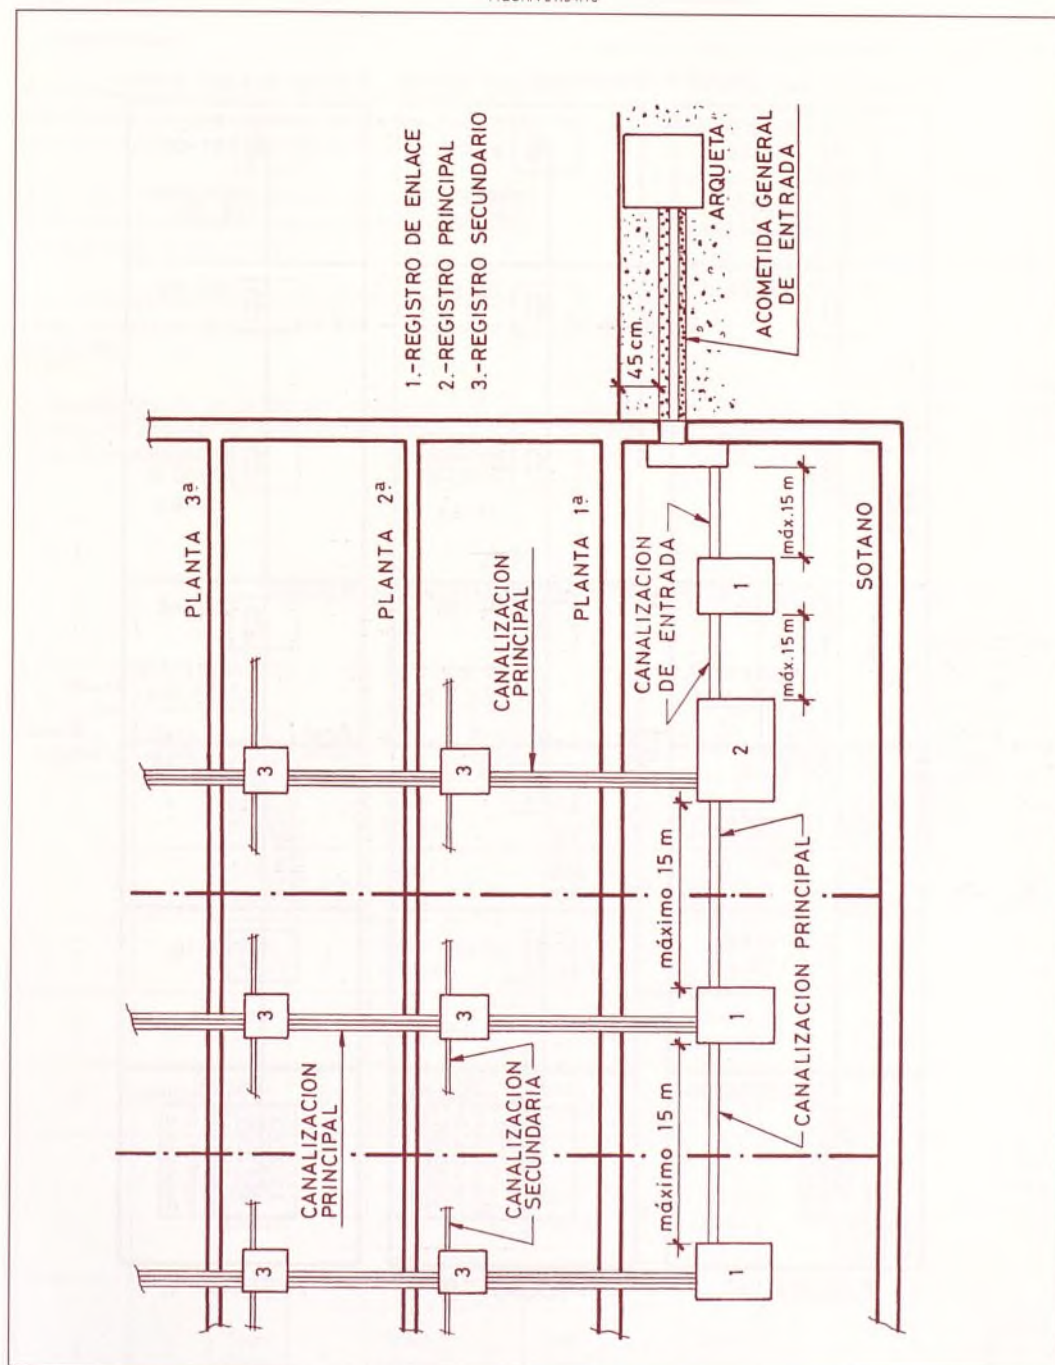 1.-REGISTRO DE ENLACE
2.-REGISTRO PRINCIPAL
3.-REGISTRO SECUNDARIO
PLANTA 3ª
PLANTA 2ª
PLANTA 1ª
SOTANO
45 cm.
ARQUETA
ACOMETIDA GENERAL
DE ENTRADA
CANALIZACION
DE ENTRADA
máx. 15 m
máx. 15 m
CANALIZACION
PRINCIPAL
CANALIZACION
PRINCIPAL
CANALIZACION
SECUNDARIA
CANALIZACION PRINCIPAL
máximo 15 m
máximo 15 m
3
3
3
3
3
3
1
1
2
1